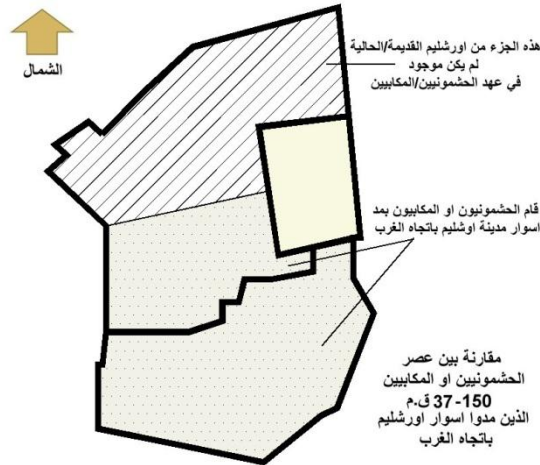 الشمال
هذه الجزء من اورشليم القديمة/الحالية
لم يكن موجود
في عهد الحشمونيين/المكابيين
قام الحشمونيون او المكابيون بمد
اسوار مدينة اوشليم باتجاه الغرب
مقارنة بين عصر
الحشمونيين او المكابيين
150-37 ق.م
الذين مدوا اسوار اورشليم
باتجاه الغرب